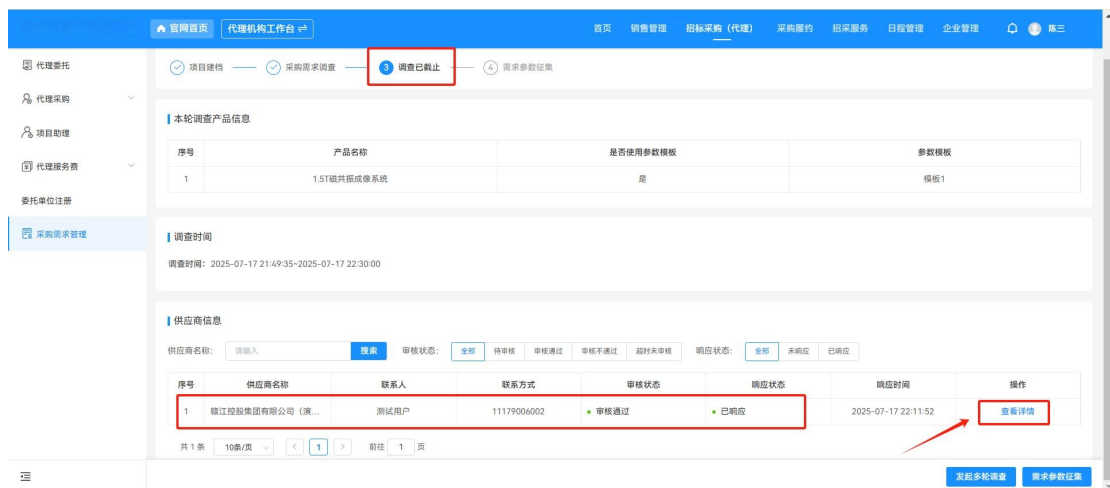 官网首页 代理机构工作台 首页 销售管理 招标采购（代理） 采购履约 招采服务 日程管理 企业管理 陈三
代理委托
代理采购
项目助理
代理服务费
委托单位注册
采购需求管理
项目建档 采购需求调查 3 调查已截止 4 需求参数征集
本轮调查产品信息
序号 产品名称 是否使用参数模板 参数模板
1 1.5T磁共振成像系统 是 模板1
调查时间
调查时间：2025-07-17 21:49:35~2025-07-17 22:30:00
供应商信息
供应商名称: 请输入 搜索 审核状态: 全部 待审核 审核通过 审核不通过 超时未审核 响应状态: 全部 未响应 已响应
序号 供应商名称 联系人 联系方式 审核状态 响应状态 响应时间 操作
1 赣江控股集团有限公司（演... 测试用户 11179006002 审核通过 已响应 2025-07-17 22:11:52 查看详情
共 1 条 10条/页 < 1 > 前往 1 页
发起多轮调查 需求参数征集